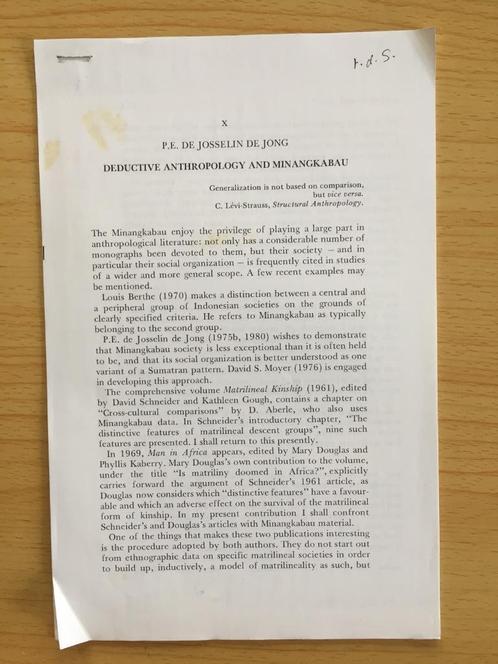 t.d.S.
X
P.E. DE JOSSELIN DE JONG
DEDUCTIVE ANTHROPOLOGY AND MINANGKABAU
Generalization is not based on comparison,
but vice versa.
C. Lévi-Strauss, Structural Anthropology.
The Minangkabau enjoy the privilege of playing a large part in
anthropological literature: not only has a considerable number of
monographs been devoted to them, but their society – and in
particular their social organization – is frequently cited in studies
of a wider and more general scope. A few recent examples may
be mentioned.
Louis Berthe (1970) makes a distinction between a central and
a peripheral group of Indonesian societies on the grounds of
clearly specified criteria. He refers to Minangkabau as typically
belonging to the second group.
P.E. de Josselin de Jong (1975b, 1980) wishes to demonstrate
that Minangkabau society is less exceptional than it is often held
to be, and that its social organization is better understood as one
variant of a Sumatran pattern. David S. Moyer (1976) is engaged
in developing this approach.
The comprehensive volume Matrilineal Kinship (1961), edited
by David Schneider and Kathleen Gough, contains a chapter on
“Cross-cultural comparisons” by D. Aberle, who also uses
Minangkabau data. In Schneider's introductory chapter, “The
distinctive features of matrilineal descent groups”, nine such
features are presented. I shall return to this presently.
In 1969, Man in Africa appears, edited by Mary Douglas and
Phyllis Kaberry. Mary Douglas's own contribution to the volume,
under the title “Is matriliny doomed in Africa?”, explicitly
carries forward the argument of Schneider's 1961 article, as
Douglas now considers which “distinctive features” have a favour-
able and which an adverse effect on the survival of the matrilineal
form of kinship. In my present contribution I shall confront
Schneider's and Douglas's articles with Minangkabau material.
One of the things that makes these two publications interesting
is the procedure adopted by both authors. They do not start out
from ethnographic data on specific matrilineal societies in order
to build up, inductively, a model of matrilineality as such, but